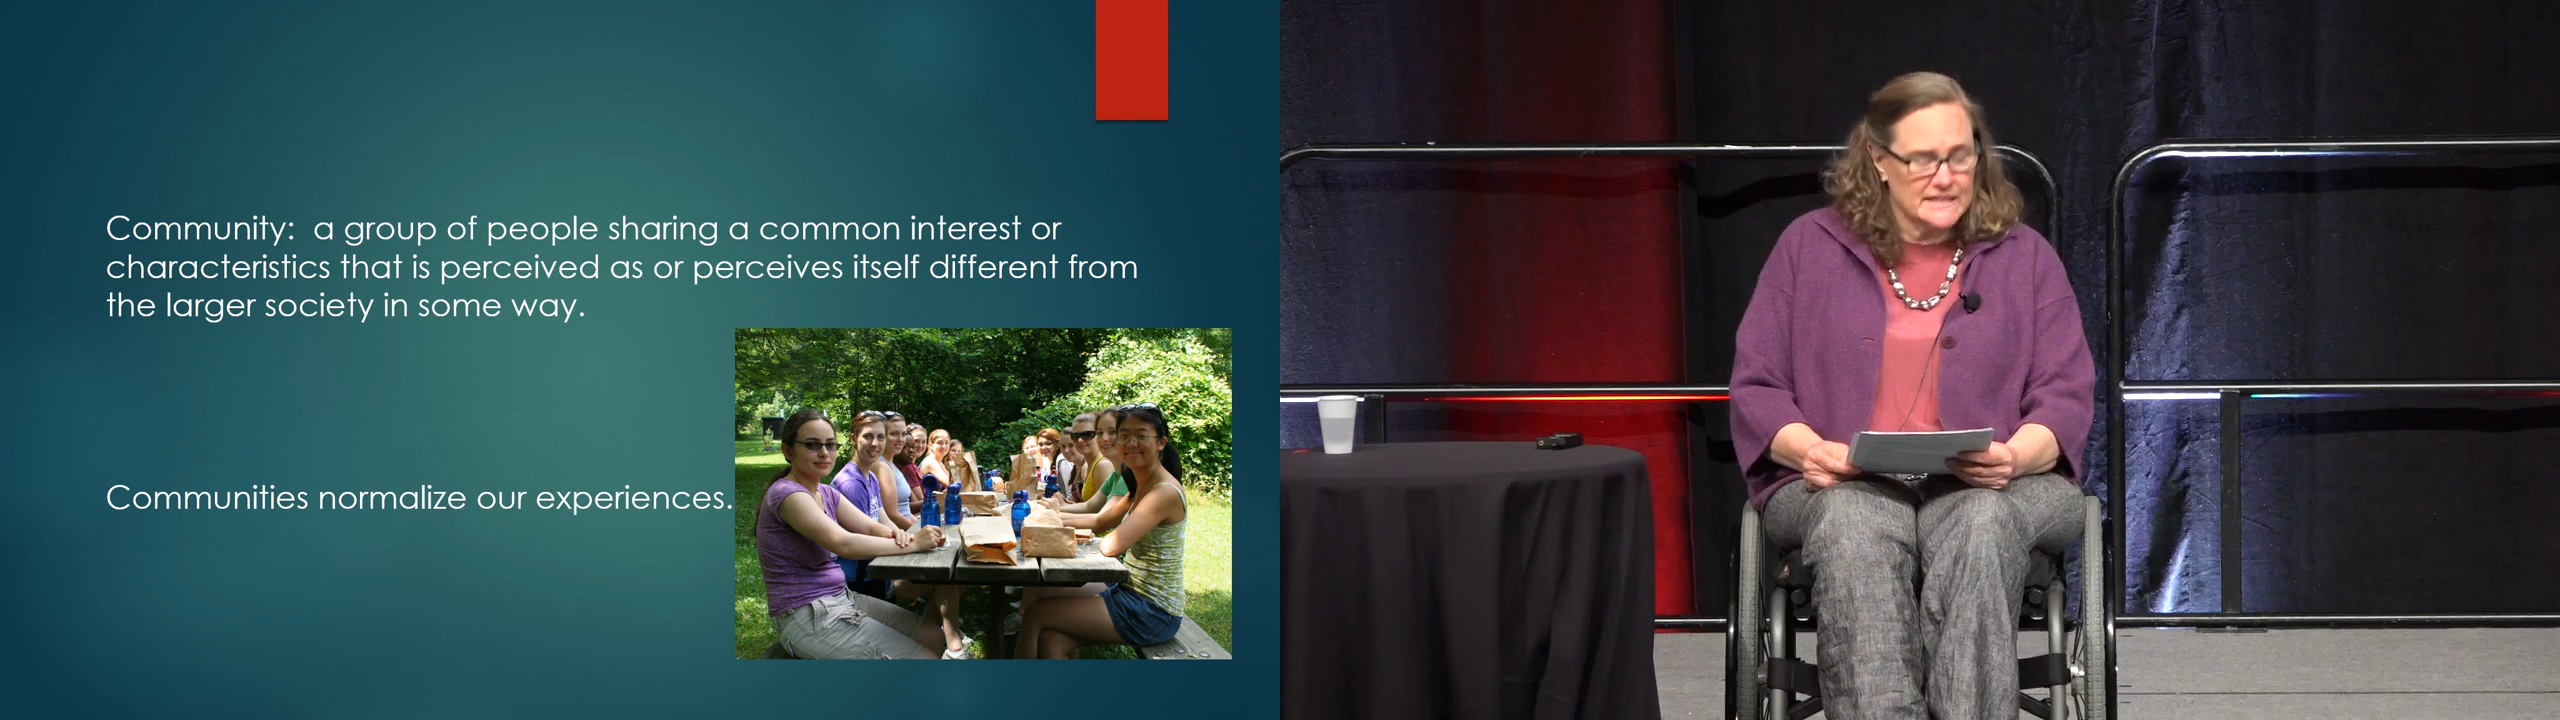 Community:  a group of people sharing a common interest or
characteristics that is perceived as or perceives itself different from
the larger society in some way.
Communities normalize our experiences.